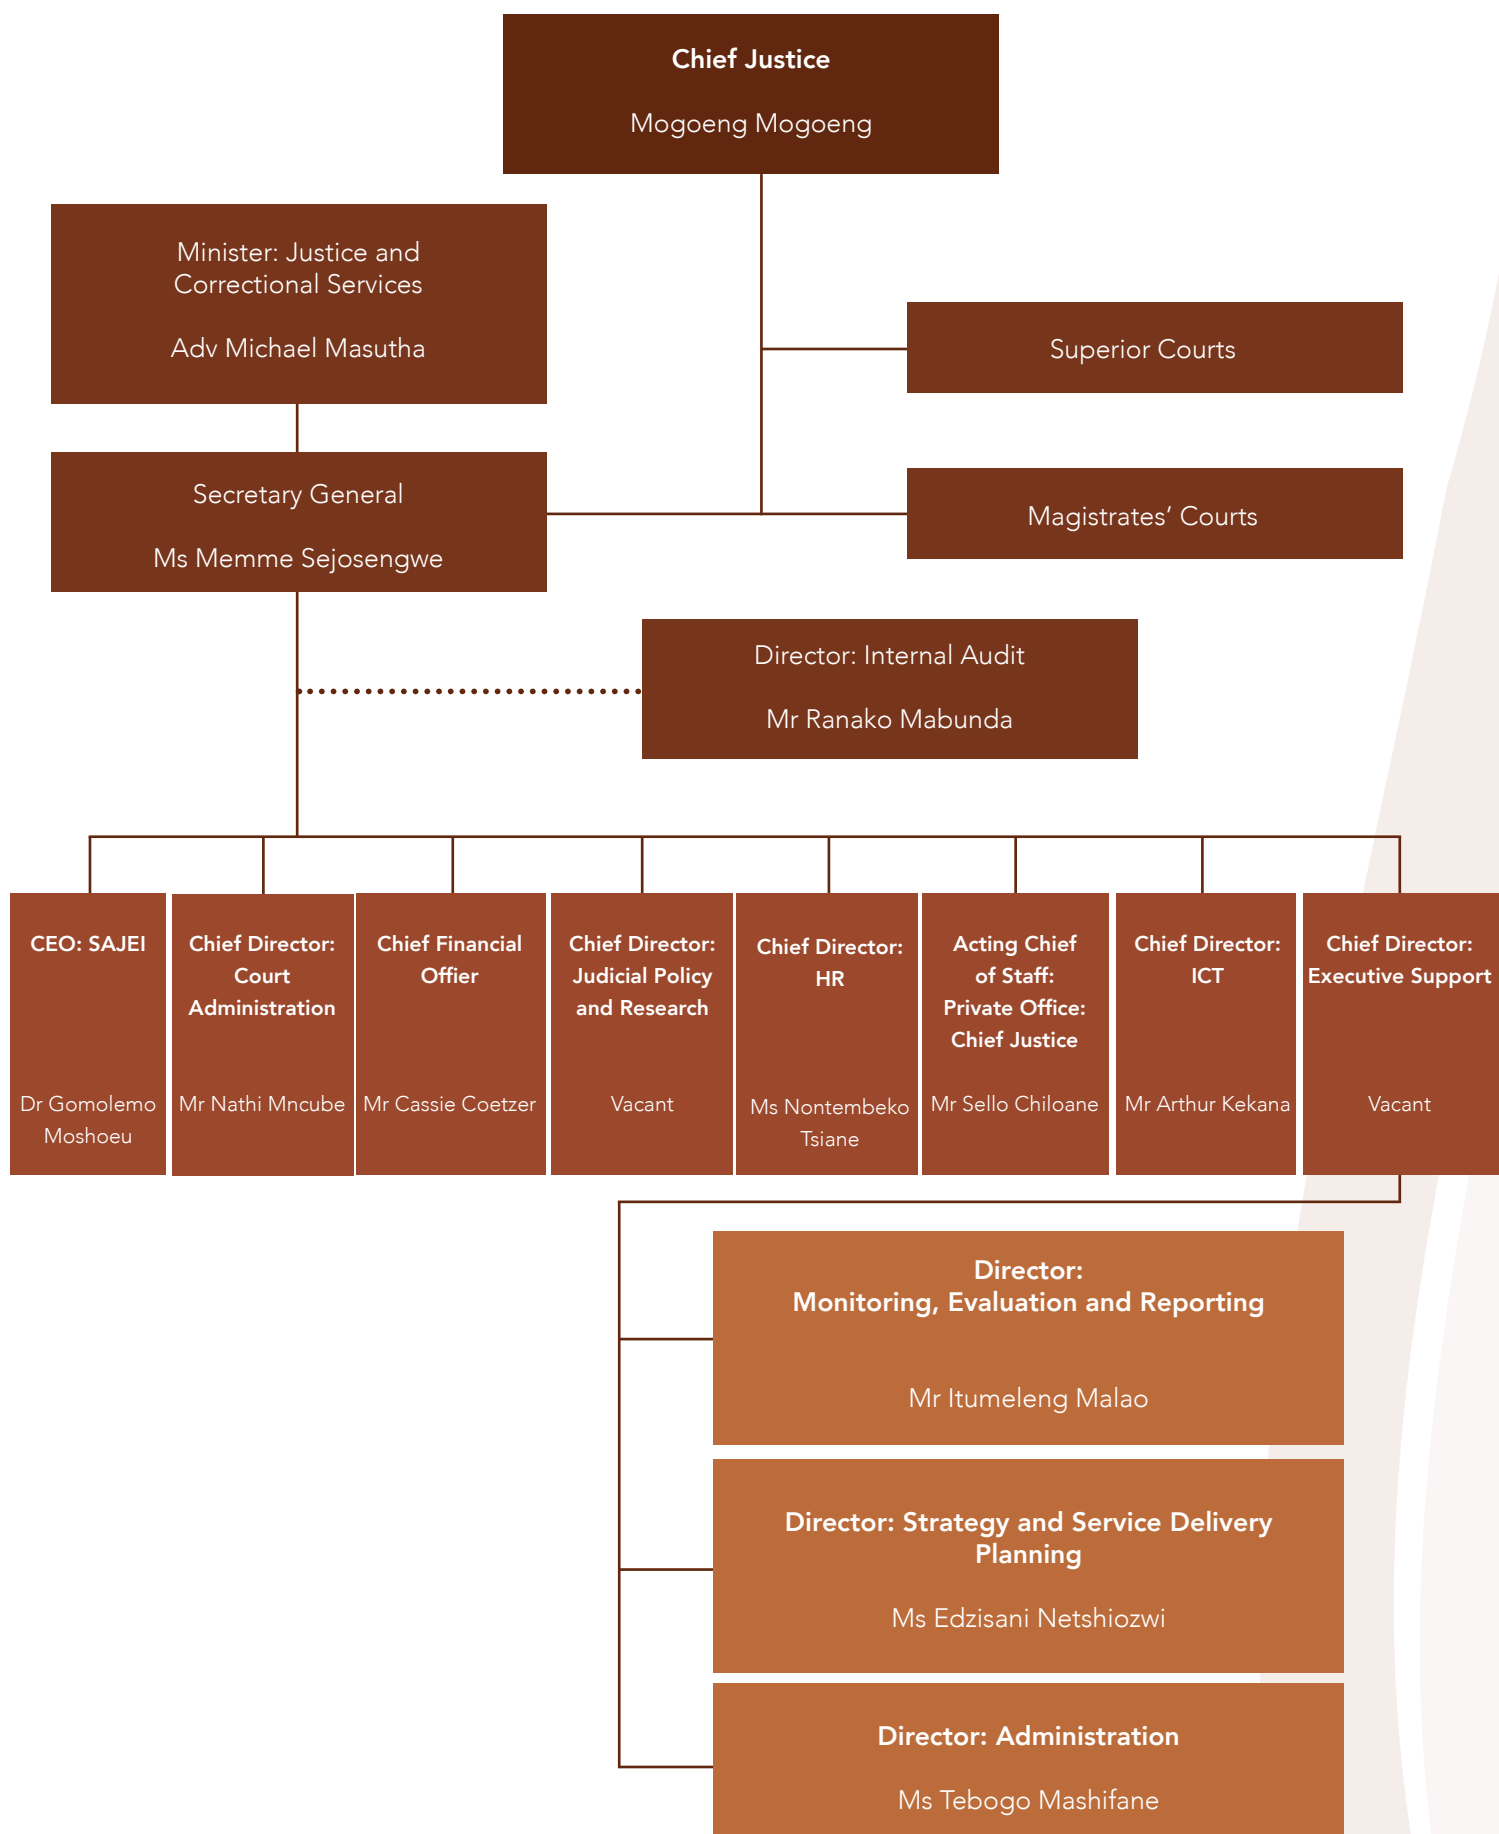 Chief Justice
Mogoeng Mogoeng
Minister: Justice and
Correctional Services
Adv Michael Masutha
Superior Courts
Secretary General
Ms Memme Sejosengwe
Magistrates’ Courts
Director: Internal Audit
Mr Ranako Mabunda
CEO: SAJEI
Dr Gomolemo
Moshoeu
Chief Director:
Court
Administration
Mr Nathi Mncube
Chief Financial
Offier
Mr Cassie Coetzer
Chief Director:
Judicial Policy
and Research
Vacant
Chief Director:
HR
Ms Nontembeko
Tsiane
Acting Chief
of Staff:
Private Office:
Chief Justice
Mr Sello Chiloane
Chief Director:
ICT
Mr Arthur Kekana
Chief Director:
Executive Support
Vacant
Director:
Monitoring, Evaluation and Reporting
Mr Itumeleng Malao
Director: Strategy and Service Delivery
Planning
Ms Edzisani Netshiozwi
Director: Administration
Ms Tebogo Mashifane